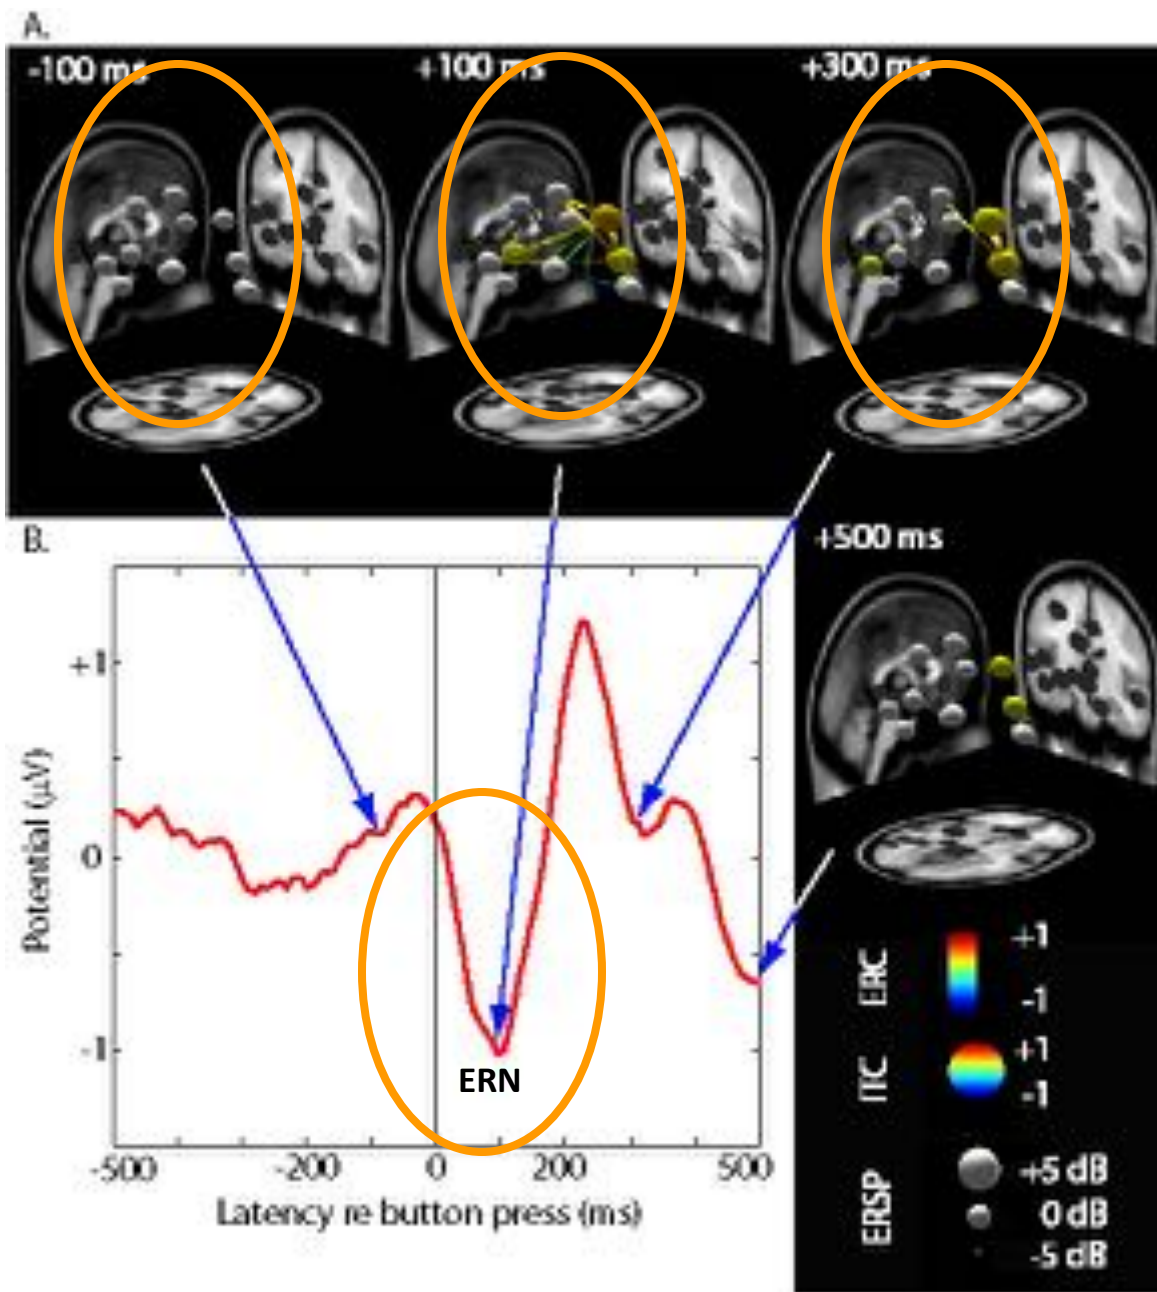 A.
-100 ms
+100 ms
+300 ms
B.
+500 ms
+1
0
-1
Potential (μV)
ERN
-500
-200
0
200
500
Latency re button press (ms)
ERC
+1
-1
ITC
+1
-1
ERSP
+5 dB
0 dB
-5 dB